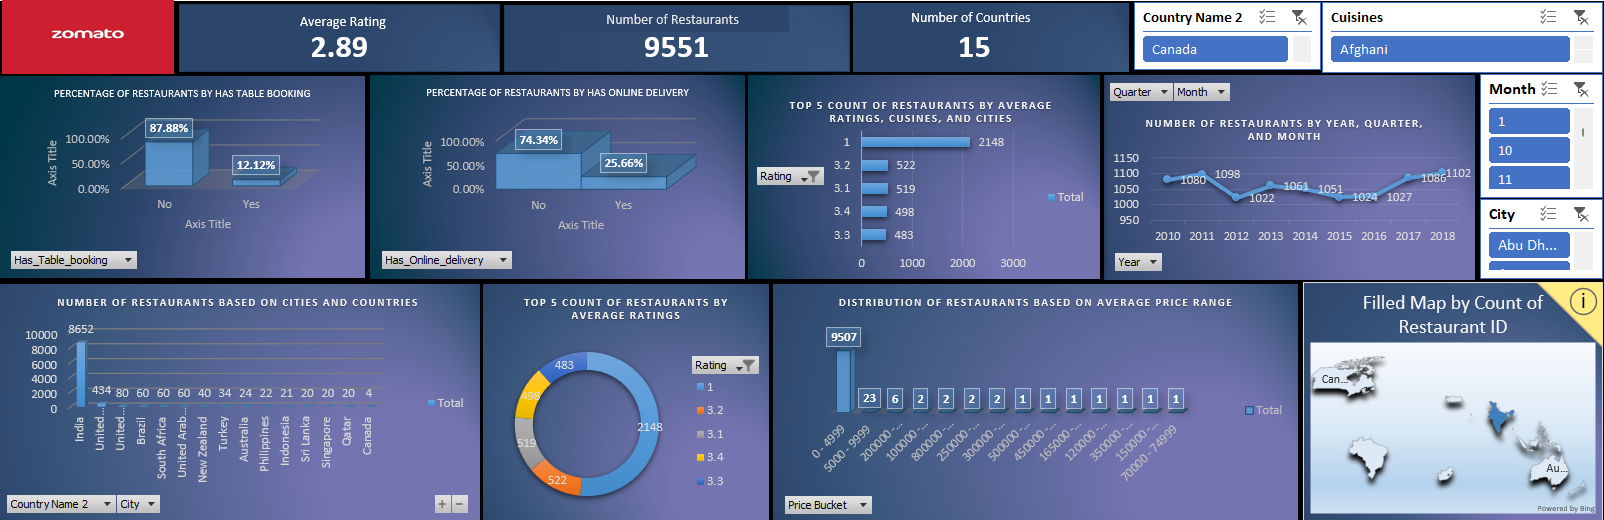 zomato
Average Rating
2.89
Number of Restaurants
9551
Number of Countries
15
Country Name 2
Canada
Cuisines
Afghani
PERCENTAGE OF RESTAURANTS BY HAS TABLE BOOKING
Axis Title
100.00%
50.00%
0.00%
87.88%
12.12%
No Yes
Axis Title
Has_Table_booking
PERCENTAGE OF RESTAURANTS BY HAS ONLINE DELIVERY
Axis Title
100.00%
50.00%
0.00%
74.34%
25.66%
No Yes
Axis Title
Has_Online_delivery
TOP 5 COUNT OF RESTAURANTS BY AVERAGE
RATINGS, CUSINES, AND CITIES
Rating
1 2148
3.2 522
3.1 519
3.4 498
3.3 483
0 1000 2000 3000
Total
Quarter Month
NUMBER OF RESTAURANTS BY YEAR, QUARTER,
AND MONTH
1150
1100
1050
1000
950
1080 1098 1022 1061 1051 1024 1027 1086 1102
2010 2011 2012 2013 2014 2015 2016 2017 2018
Year
Month
1
10
11
City
Abu Dh...
NUMBER OF RESTAURANTS BASED ON CITIES AND COUNTRIES
10000
8000
6000
4000
2000
0
8652 434 80 60 60 60 40 34 24 22 21 20 20 20 4
India
United...
United...
Brazil
South Africa
United Arab...
New Zealand
Turkey
Australia
Philippines
Indonesia
Sri Lanka
Singapore
Qatar
Canada
Total
Country Name 2 City
TOP 5 COUNT OF RESTAURANTS BY
AVERAGE RATINGS
483
498
519
522
2148
Rating
1
3.2
3.1
3.4
3.3
DISTRIBUTION OF RESTAURANTS BASED ON AVERAGE PRICE RANGE
9507 23 6 2 2 2 2 1 1 1 1 1 1 1
0 - 4999
5000 - 9999
200000 -...
100000 -...
80000 -...
250000 -...
300000 -...
500000 -...
450000 -...
165000 -...
120000 -...
350000 -...
150000 -...
70000 - 74999
Total
Price Bucket
Filled Map by Count of
Restaurant ID
i
Can...
Au...
Powered by Bing